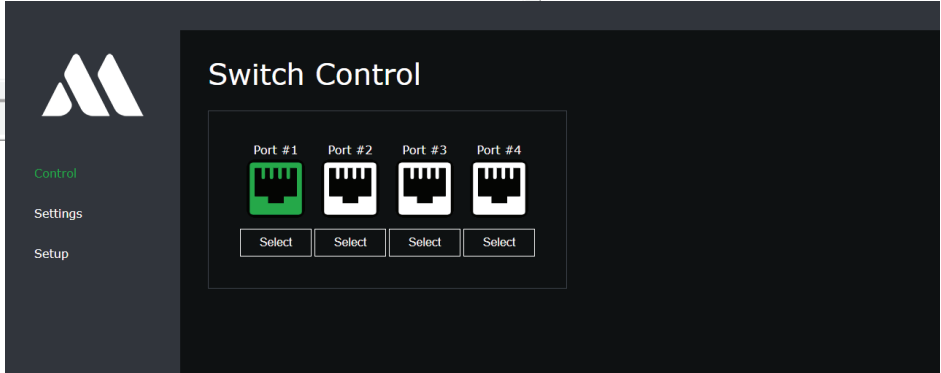 Switch Control
Control
Settings
Setup
Port #1 Port #2 Port #3 Port #4
Select Select Select Select